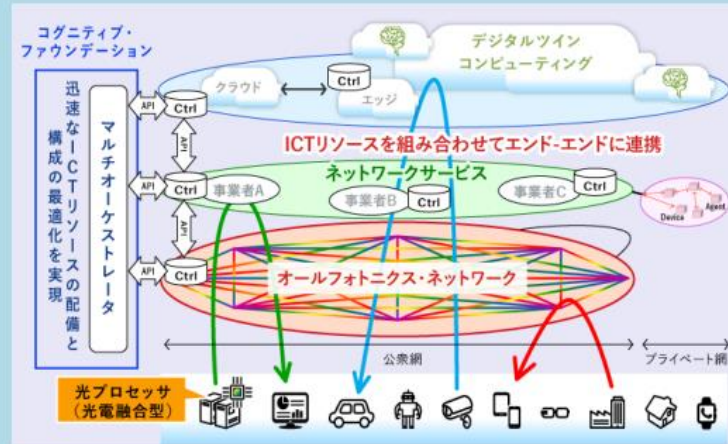 コグニティブ・
ファウンデーション
迅速なICTリソースの配備と
構成の最適化を実現
マルチオーケストレータ
API
Ctrl
クラウド
Ctrl
エッジ
デジタルツイン
コンピューティング
API
ICTリソースを組み合わせてエンド-エンドに連携
ネットワークサービス
API
Ctrl
事業者A
事業者B
Ctrl
事業者C
Ctrl
Device
Agent
API
API
Ctrl
オールフォトニクス・ネットワーク
公衆網
プライベート網
光プロセッサ
(光電融合型)